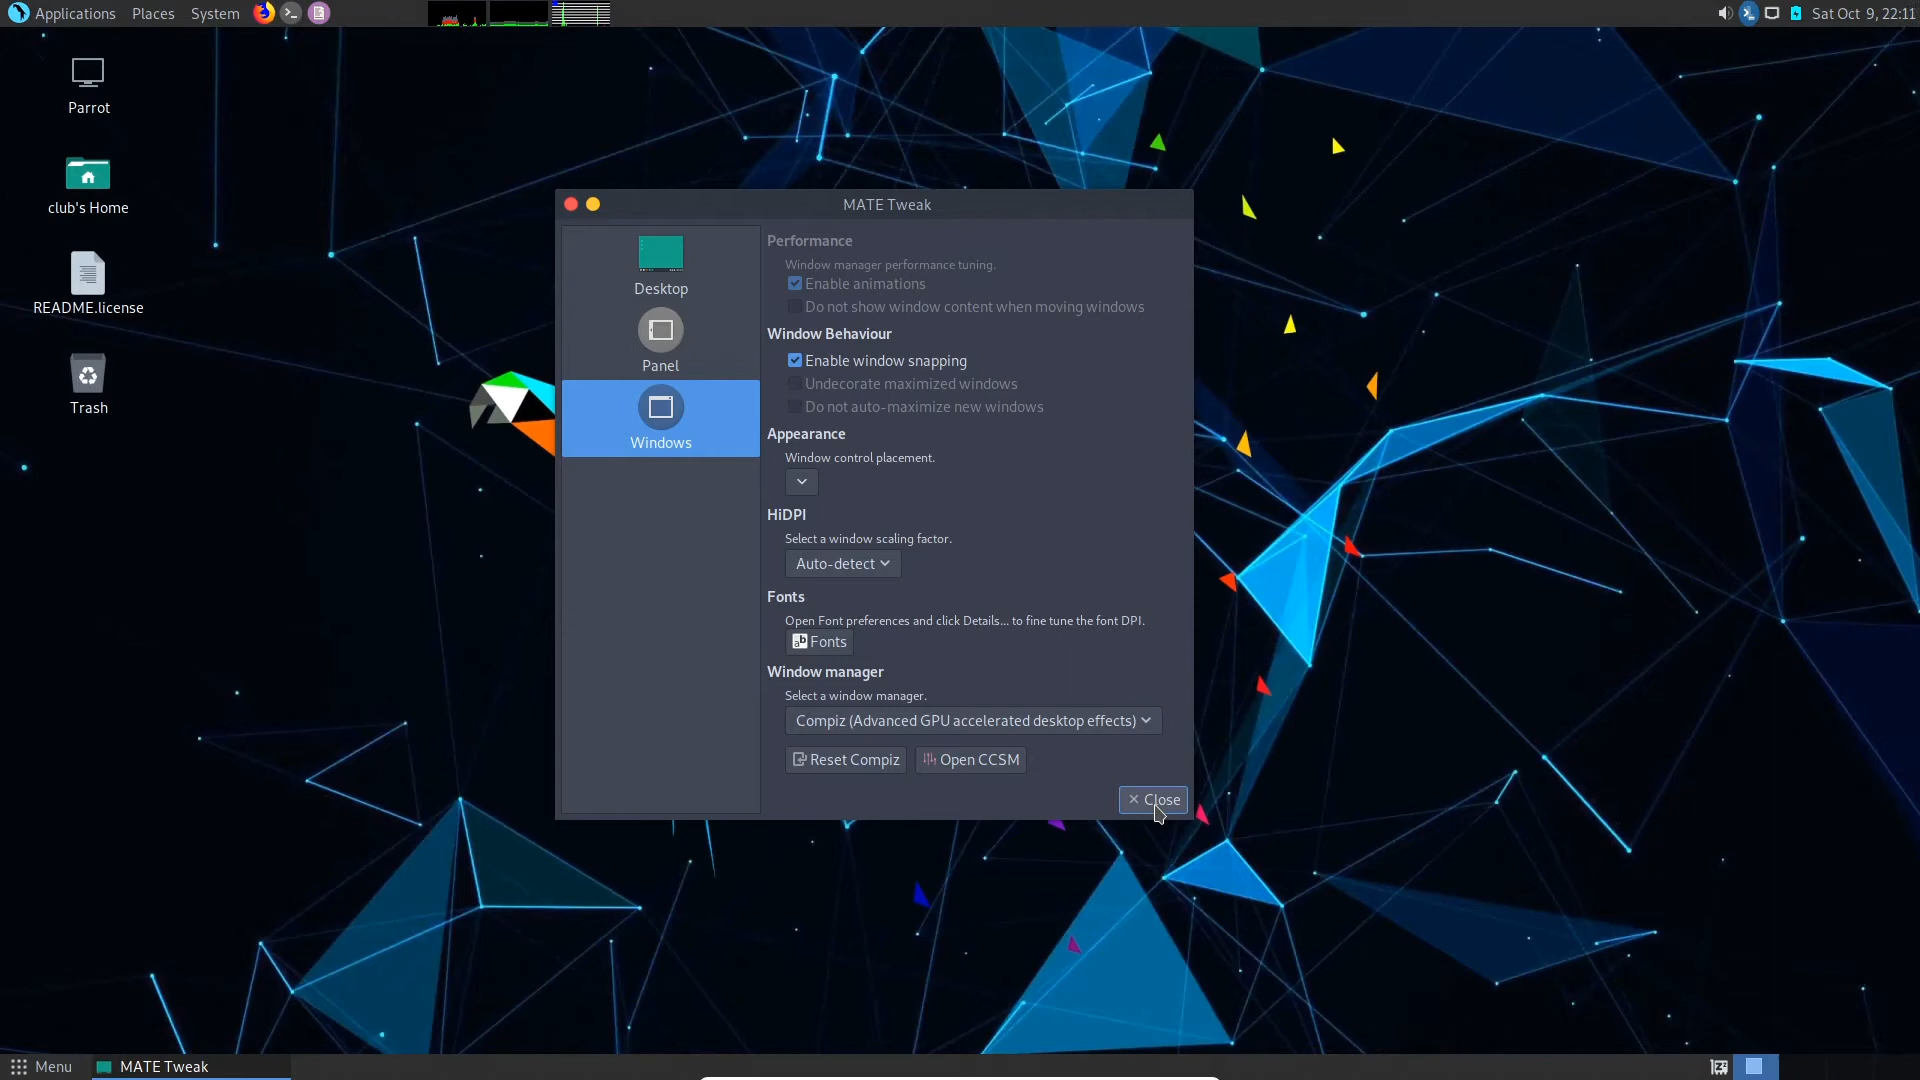 Applications Places System
Sat Oct 9, 22:11
Parrot
club's Home
README.license
Trash
MATE Tweak
Desktop
Panel
Windows
Performance
Window manager performance tuning.
Enable animations
Do not show window content when moving windows
Window Behaviour
Enable window snapping
Undecorate maximized windows
Do not auto-maximize new windows
Appearance
Window control placement.
HiDPI
Select a window scaling factor.
Auto-detect
Fonts
Open Font preferences and click Details... to fine tune the font DPI.
Fonts
Window manager
Select a window manager.
Compiz (Advanced GPU accelerated desktop effects)
Reset Compiz Open CCSM
Close
Menu MATE Tweak